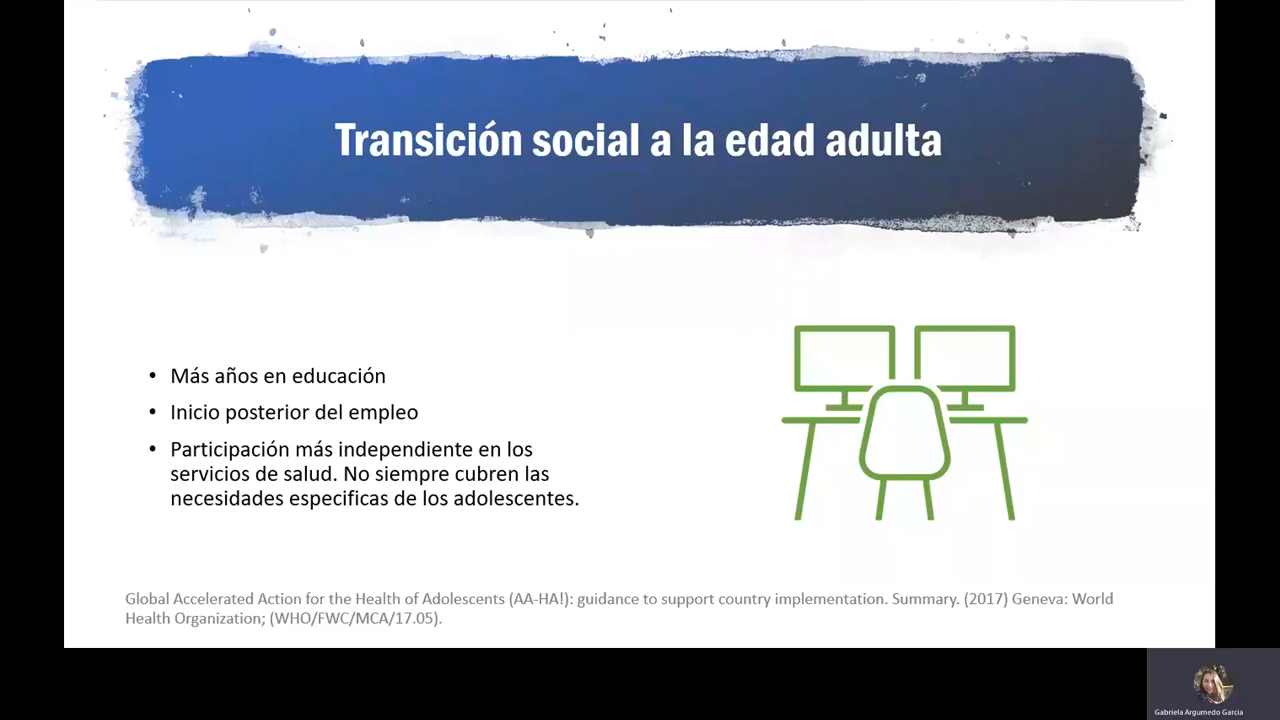 Transición social a la edad adulta
• Más años en educación
• Inicio posterior del empleo
• Participación más independiente en los
servicios de salud. No siempre cubren las
necesidades especificas de los adolescentes.
Global Accelerated Action for the Health of Adolescents (AA-HA!): guidance to support country implementation. Summary. (2017) Geneva: World
Health Organization; (WHO/FWC/MCA/17.05).
Gabriela Argumedo Garcia